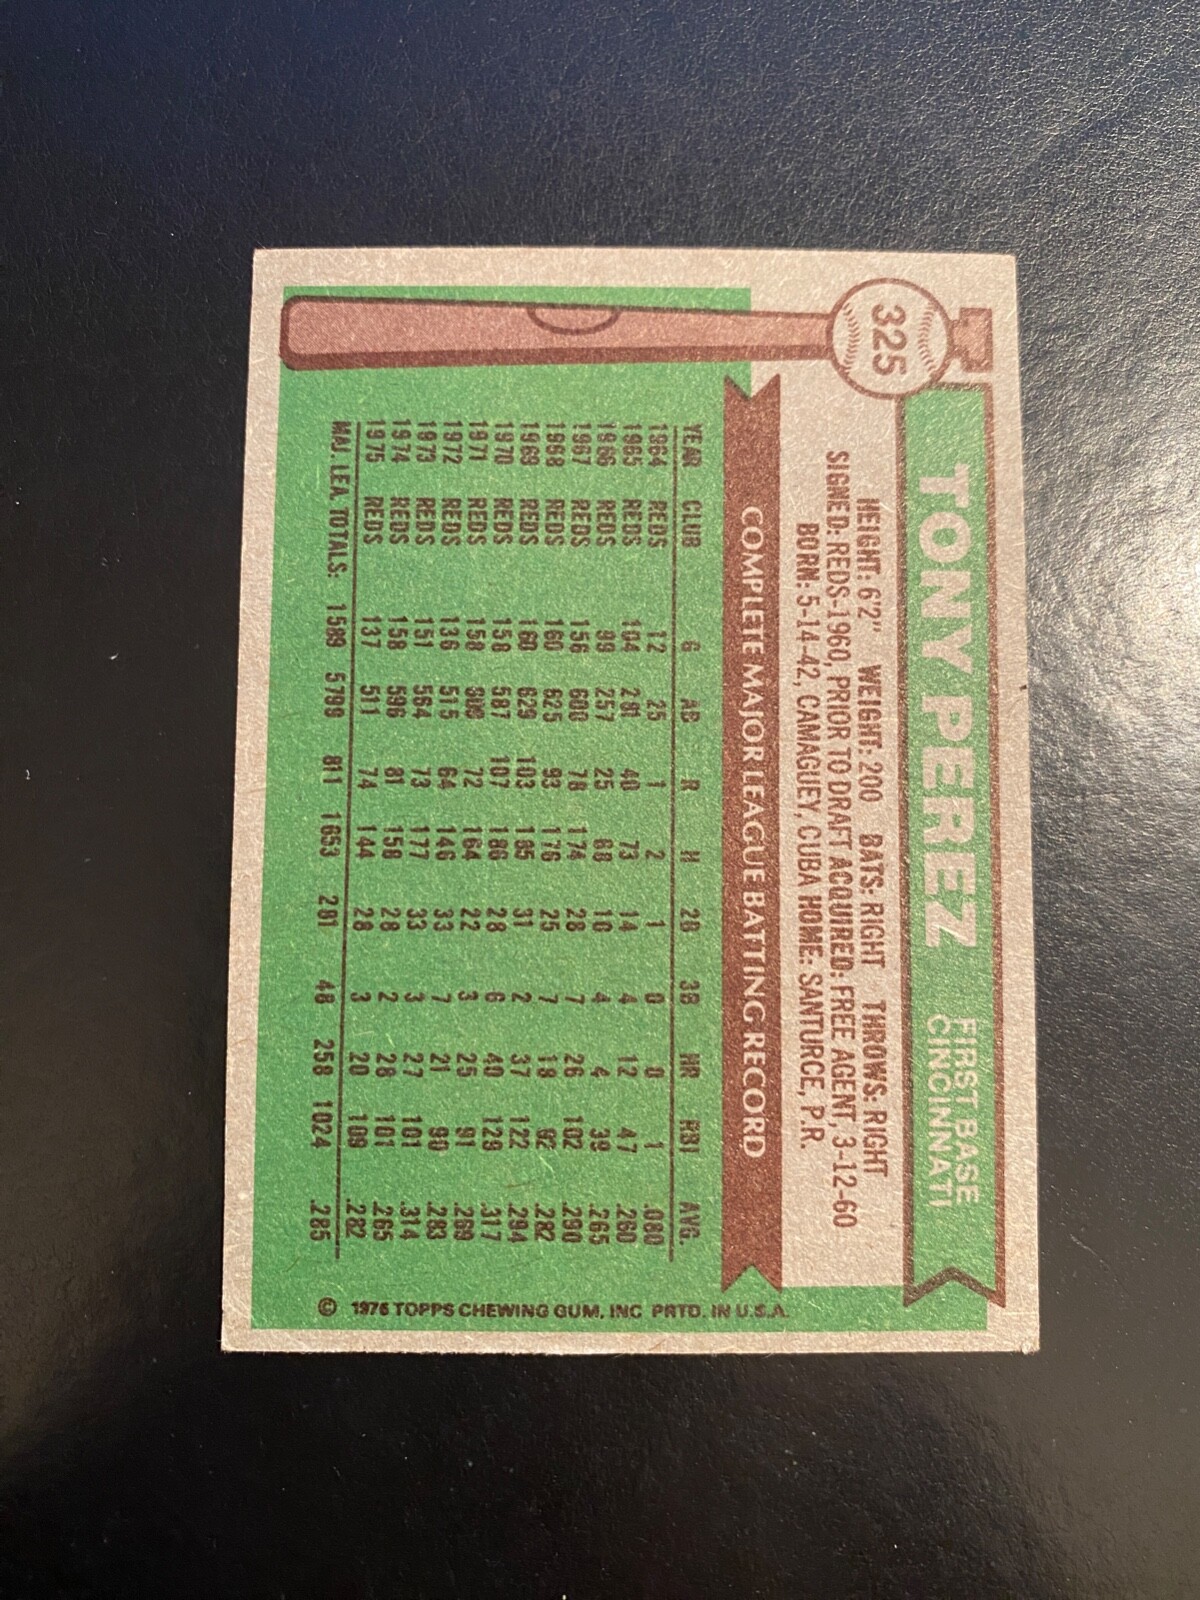 325
TONY PEREZ
FIRST BASE
CINCINNATI
HEIGHT: 6'2" WEIGHT: 200 BATS: RIGHT THROWS: RIGHT
SIGNED: REDS-1960, PRIOR TO DRAFT ACQUIRED: FREE AGENT, 3-12-60
BORN: 5-14-42, CAMAGUEY, CUBA HOME: SANTURCE, P.R.
COMPLETE MAJOR LEAGUE BATTING RECORD
YEAR CLUB G AB R H 2B 3B HR RBI AVG.
1964 REDS 12 25 1 2 1 0 0 1 .080
1965 REDS 104 281 40 73 14 4 12 47 .260
1966 REDS 99 257 25 68 10 4 4 39 .265
1967 REDS 156 600 78 174 28 7 26 102 .290
1968 REDS 160 625 93 176 25 7 18 92 .282
1969 REDS 160 629 103 185 31 2 37 122 .294
1970 REDS 158 587 107 186 28 6 40 129 .317
1971 REDS 158 609 72 164 22 3 25 91 .269
1972 REDS 136 515 64 146 33 7 21 90 .283
1973 REDS 151 564 73 177 33 3 27 101 .314
1974 REDS 158 596 81 158 28 2 28 101 .265
1975 REDS 137 511 74 144 28 3 20 109 .282
MAJ. LEA. TOTALS: 1589 5799 811 1653 281 48 258 1024 .285
© 1976 TOPPS CHEWING GUM, INC PRTD. IN U.S.A.